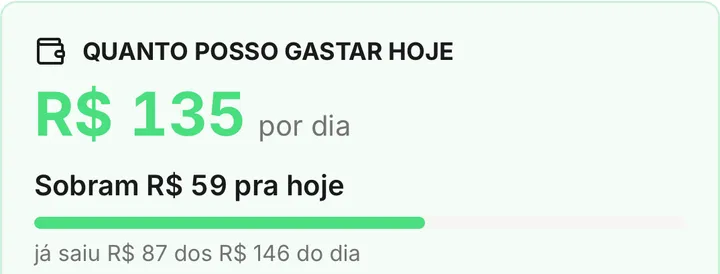 QUANTO POSSO GASTAR HOJE
R$ 135 por dia
Sobram R$ 59 pra hoje
já saiu R$ 87 dos R$ 146 do dia